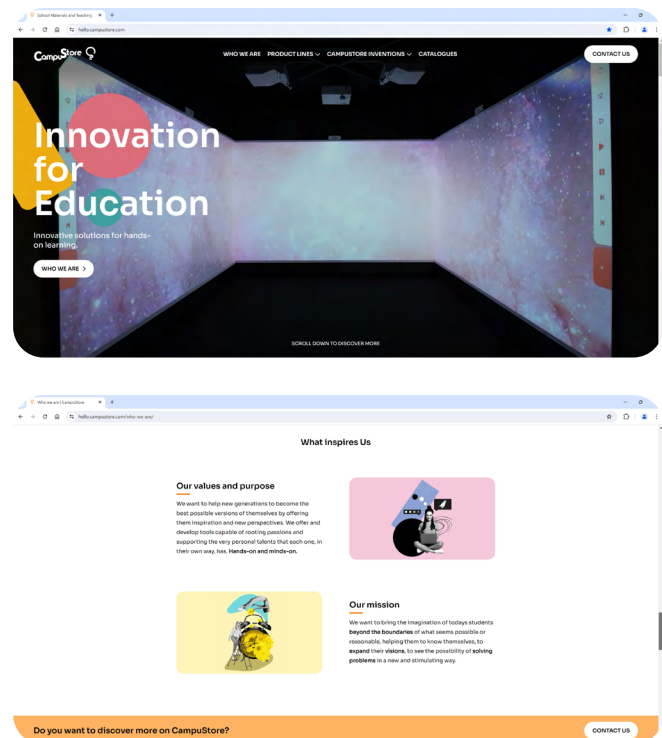 School Materials and Teaching
hello.campustore.com
CampuStore
WHO WE ARE PRODUCT LINES CAMPUSTORE INVENTIONS CATALOGUES
CONTACT US
Innovation
for
Education
Innovative solutions for hands-
on learning.
WHO WE ARE
SCROLL DOWN TO DISCOVER MORE
Who we are | CampuStore
hello.campustore.com/who-we-are/
What inspires Us
Our values and purpose
We want to help new generations to become the
best possible versions of themselves by offering
them inspiration and new perspectives. We offer and
develop tools capable of rooting passions and
supporting the very personal talents that each one, in
their own way, has. Hands-on and minds-on.
Our mission
We want to bring the imagination of todays students
beyond the boundaries of what seems possible or
reasonable, helping them to know themselves, to
expand their visions, to see the possibility of solving
problems in a new and stimulating way.
Do you want to discover more on CampuStore?
CONTACT US